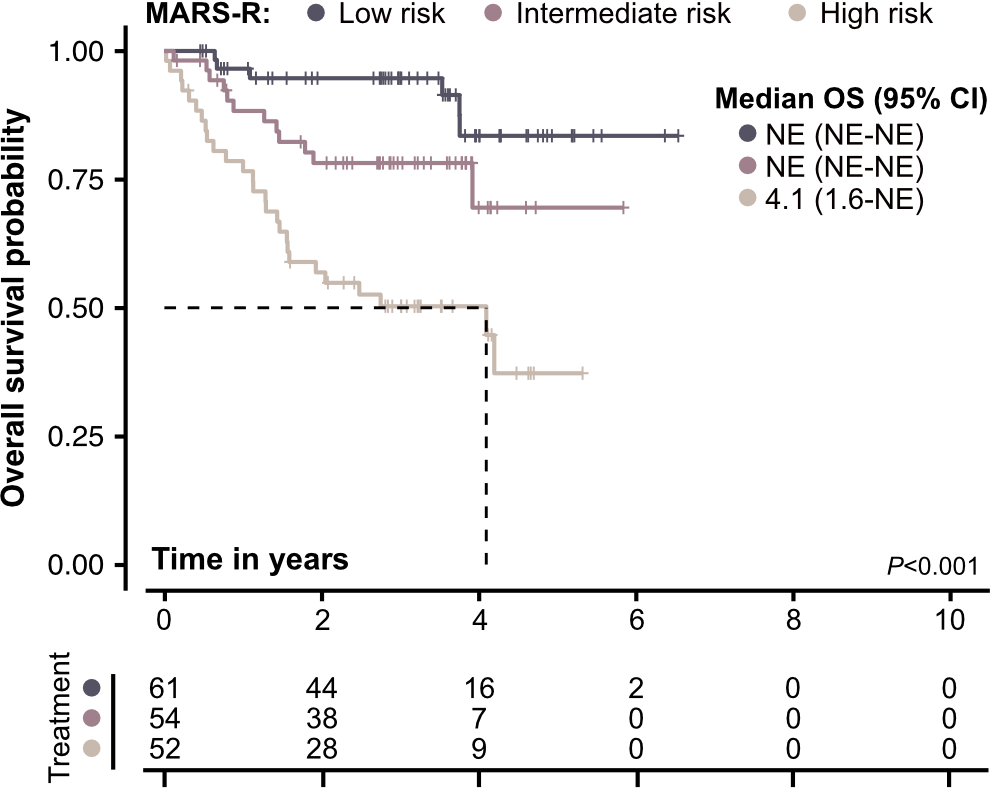 MARS-R: Low risk Intermediate risk High risk
Overall survival probability
1.00
0.75
0.50
0.25
0.00
Median OS (95% CI)
NE (NE-NE)
NE (NE-NE)
4.1 (1.6-NE)
Time in years
P<0.001
0 2 4 6 8 10
Treatment
61 44 16 2 0 0
54 38 7 0 0 0
52 28 9 0 0 0